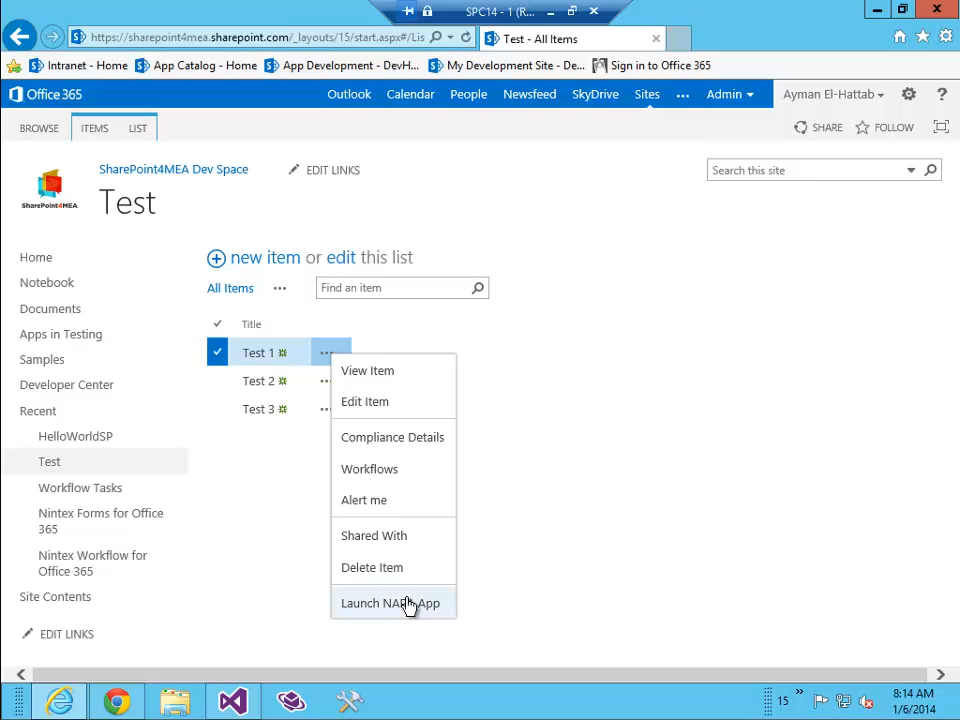 SPC14 - 1 (R...
https://sharepoint4mea.sharepoint.com/_layouts/15/start.aspx#/Lis
Test - All Items
Intranet - Home
App Catalog - Home
App Development - DevH...
My Development Site - De...
Sign in to Office 365
Office 365
Outlook
Calendar
People
Newsfeed
SkyDrive
Sites
...
Admin
Ayman El-Hattab
?
BROWSE
ITEMS
LIST
SHARE
FOLLOW
SharePoint4MEA
SharePoint4MEA Dev Space
EDIT LINKS
Search this site
Test
Home
Notebook
Documents
Apps in Testing
Samples
Developer Center
Recent
HelloWorldSP
Test
Workflow Tasks
Nintex Forms for Office
365
Nintex Workflow for
Office 365
Site Contents
EDIT LINKS
new item or edit this list
All Items
...
Find an item
Title
Test 1
...
Test 2
...
Test 3
...
View Item
Edit Item
Compliance Details
Workflows
Alert me
Shared With
Delete Item
Launch App
15
8:14 AM
1/6/2014